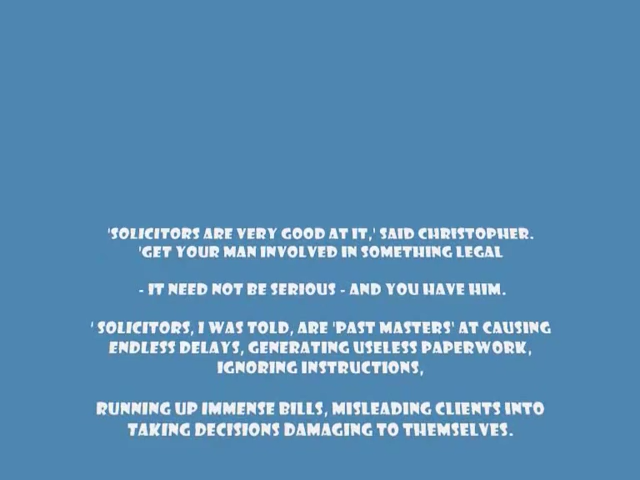 'SOLICITORS ARE VERY GOOD AT IT,' SAID CHRISTOPHER.
'GET YOUR MAN INVOLVED IN SOMETHING LEGAL
- IT NEED NOT BE SERIOUS - AND YOU HAVE HIM.
' SOLICITORS, I WAS TOLD, ARE 'PAST MASTERS' AT CAUSING
ENDLESS DELAYS, GENERATING USELESS PAPERWORK,
IGNORING INSTRUCTIONS,
RUNNING UP IMMENSE BILLS, MISLEADING CLIENTS INTO
TAKING DECISIONS DAMAGING TO THEMSELVES.